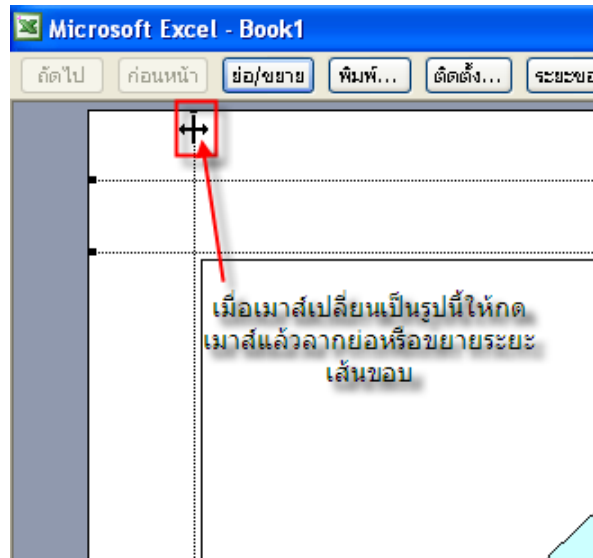 Microsoft Excel - Book1
ถัดไป ก่อนหน้า ย่อ/ขยาย พิมพ์... ติดตั้ง... ระยะขอ
เมื่อเมาส์เปลี่ยนเป็นรูปนี้ให้กด
เมาส์แล้วลากย่อหรือขยายระยะ
เส้นขอบ